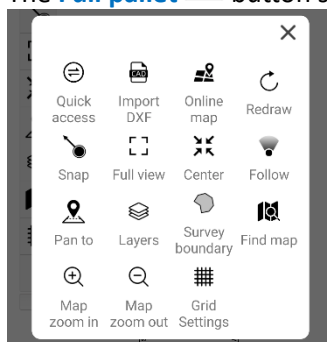 Full pallet button
CAD
Quick access
Import DXF
Online map
Redraw
Snap
Full view
Center
Follow
Pan to
Layers
Survey boundary
Find map
Map zoom in
Map zoom out
Grid Settings